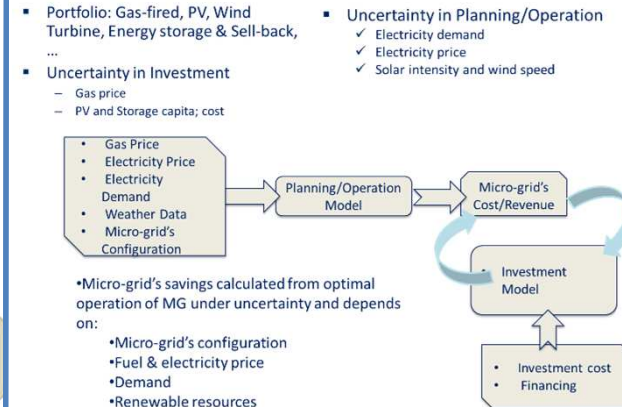 ▪ Portfolio: Gas-fired, PV, Wind
Turbine, Energy storage & Sell-back,
...
▪ Uncertainty in Investment
– Gas price
– PV and Storage capita; cost
▪ Uncertainty in Planning/Operation
✓ Electricity demand
✓ Electricity price
✓ Solar intensity and wind speed
• Gas Price
• Electricity Price
• Electricity
Demand
• Weather Data
• Micro-grid's
Configuration
Planning/Operation
Model
Micro-grid's
Cost/Revenue
• Investment
Model
• Investment cost
• Financing
•Micro-grid's savings calculated from optimal
operation of MG under uncertainty and depends
on:
•Micro-grid's configuration
•Fuel & electricity price
•Demand
•Renewable resources